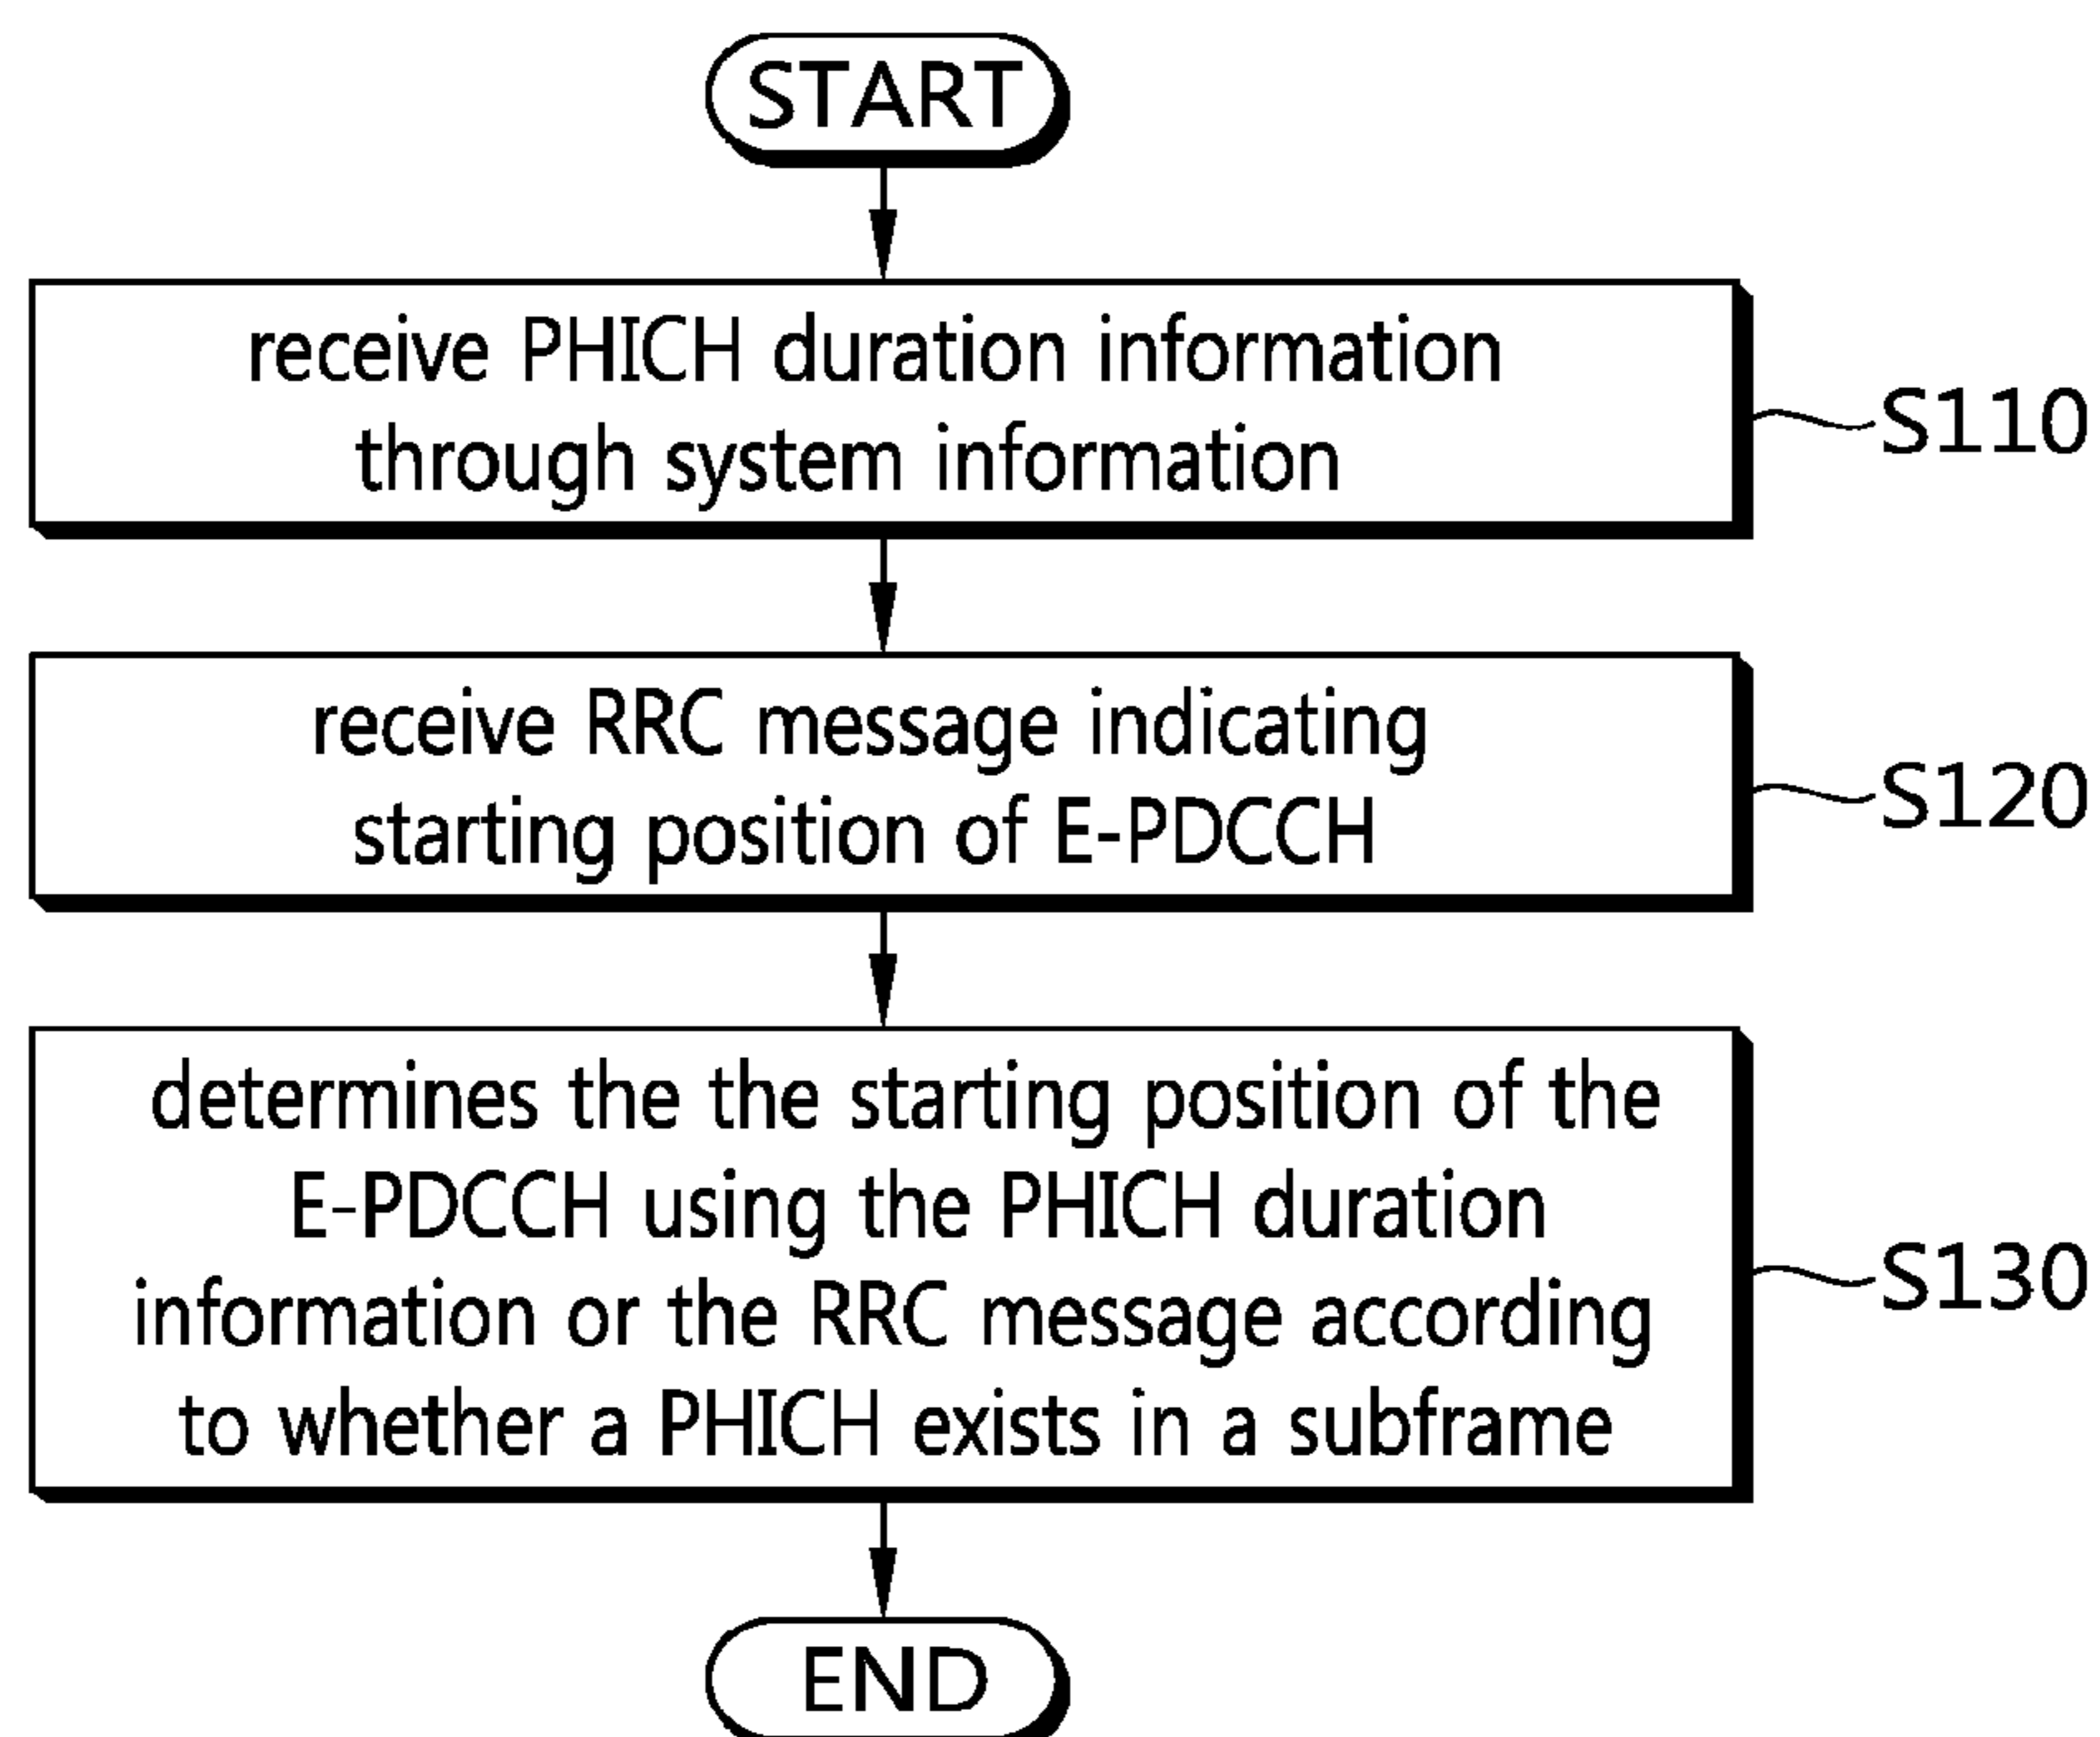 START
receive PHICH duration information
through system information
S110
receive RRC message indicating
starting position of E-PDCCH
S120
determines the the starting position of the
E-PDCCH using the PHICH duration
information or the RRC message according
to whether a PHICH exists in a subframe
S130
END